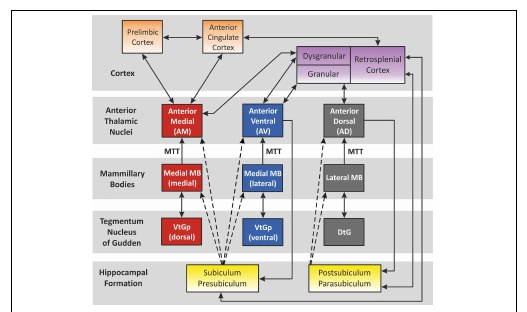 Prelimbic
Cortex
Anterior
Cingulate
Cortex
Dysgranular
Granular
Retrosplenial
Cortex
Cortex
Anterior
Thalamic
Nuclei
Anterior
Medial
(AM)
Anterior
Ventral
(AV)
Anterior
Dorsal
(AD)
MTT
MTT
MTT
Mammillary
Bodies
Medial MB
(medial)
Medial MB
(lateral)
Lateral MB
Tegmentum
Nucleus
of Gudden
VtGp
(dorsal)
VtGp
(ventral)
DtG
Hippocampal
Formation
Subiculum
Presubiculum
Postsubiculum
Parasubiculum